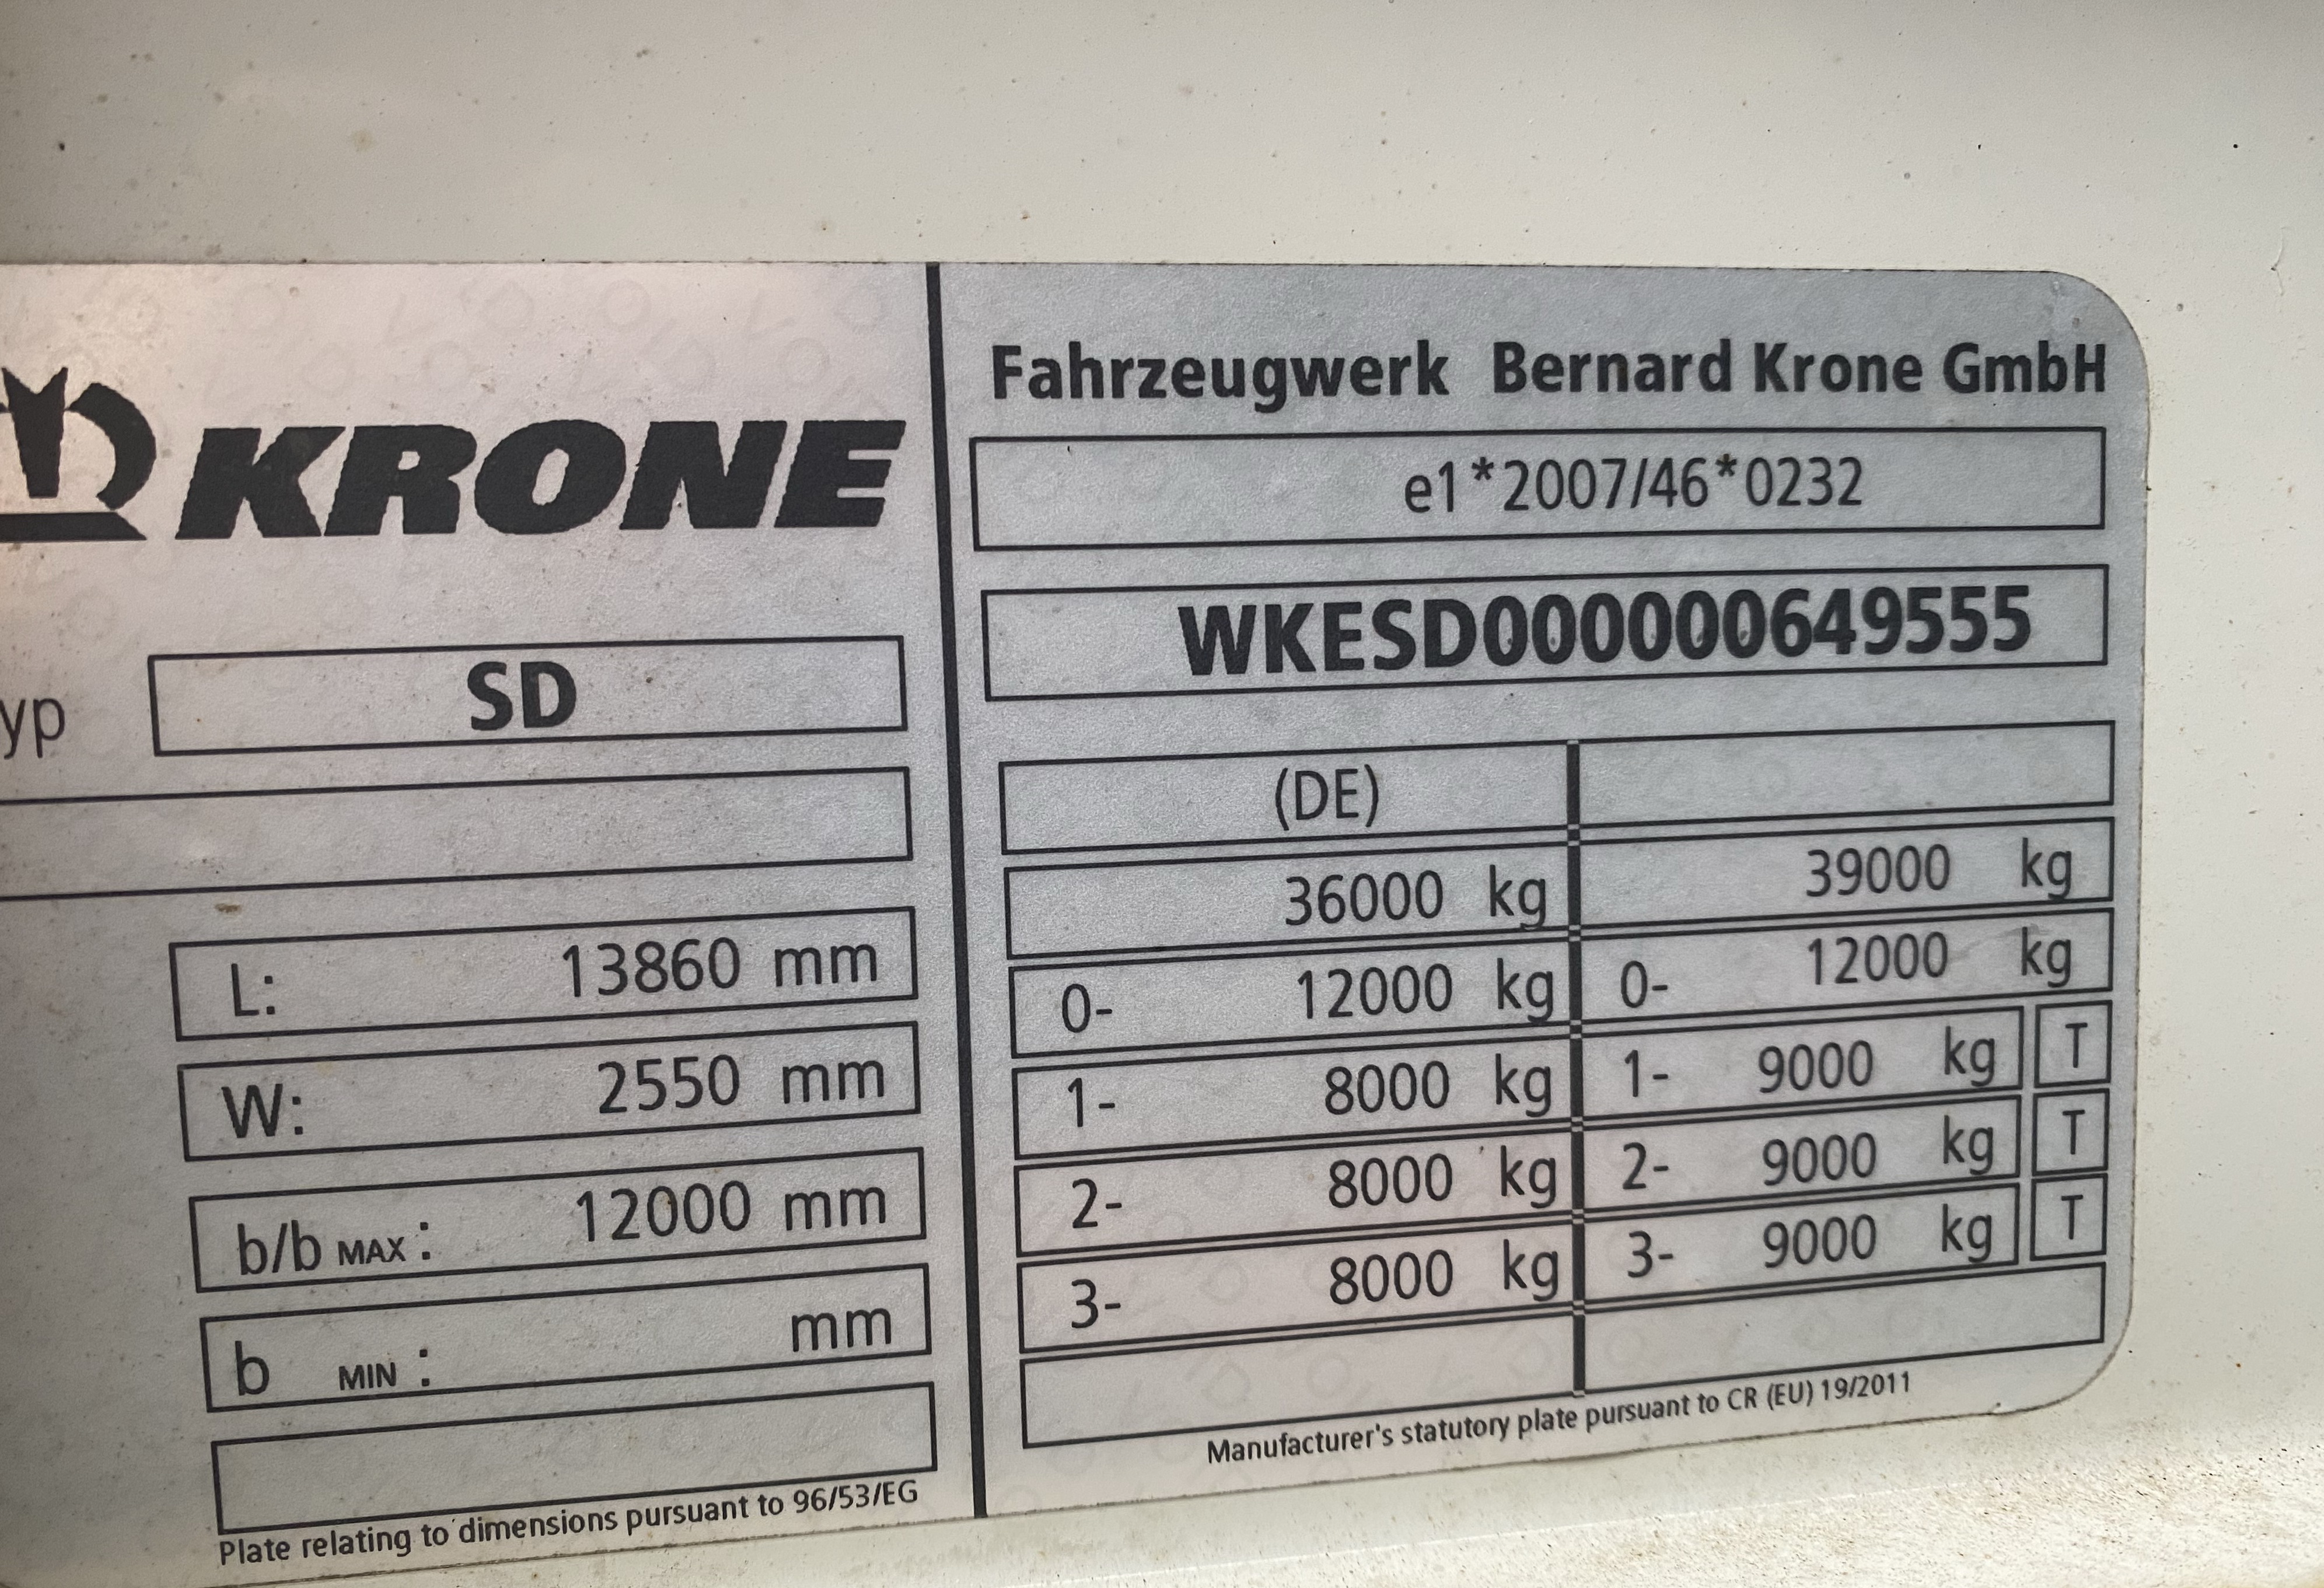 KRONE
yp
SD
L: 13860 mm
W: 2550 mm
b/b MAX : 12000 mm
b MIN : mm
Plate relating to dimensions pursuant to 96/53/EG
Fahrzeugwerk Bernard Krone GmbH
e1*2007/46*0232
WKESD000000649555
(DE)
36000 kg 39000 kg
0- 12000 kg 0- 12000 kg
1- 8000 kg 1- 9000 kg T
2- 8000 kg 2- 9000 kg T
3- 8000 kg 3- 9000 kg T
Manufacturer's statutory plate pursuant to CR (EU) 19/2011